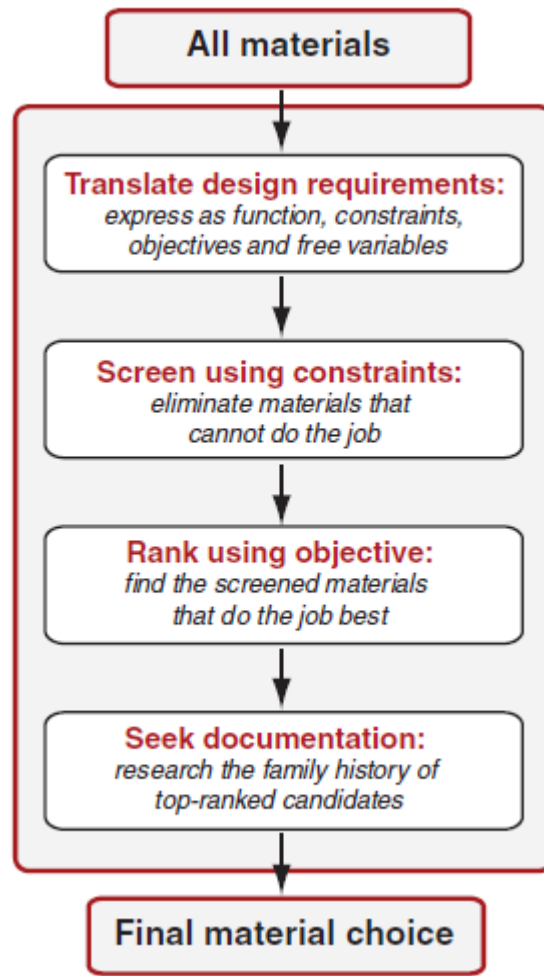 All materials
Translate design requirements:
express as function, constraints,
objectives and free variables
Screen using constraints:
eliminate materials that
cannot do the job
Rank using objective:
find the screened materials
that do the job best
Seek documentation:
research the family history of
top-ranked candidates
Final material choice